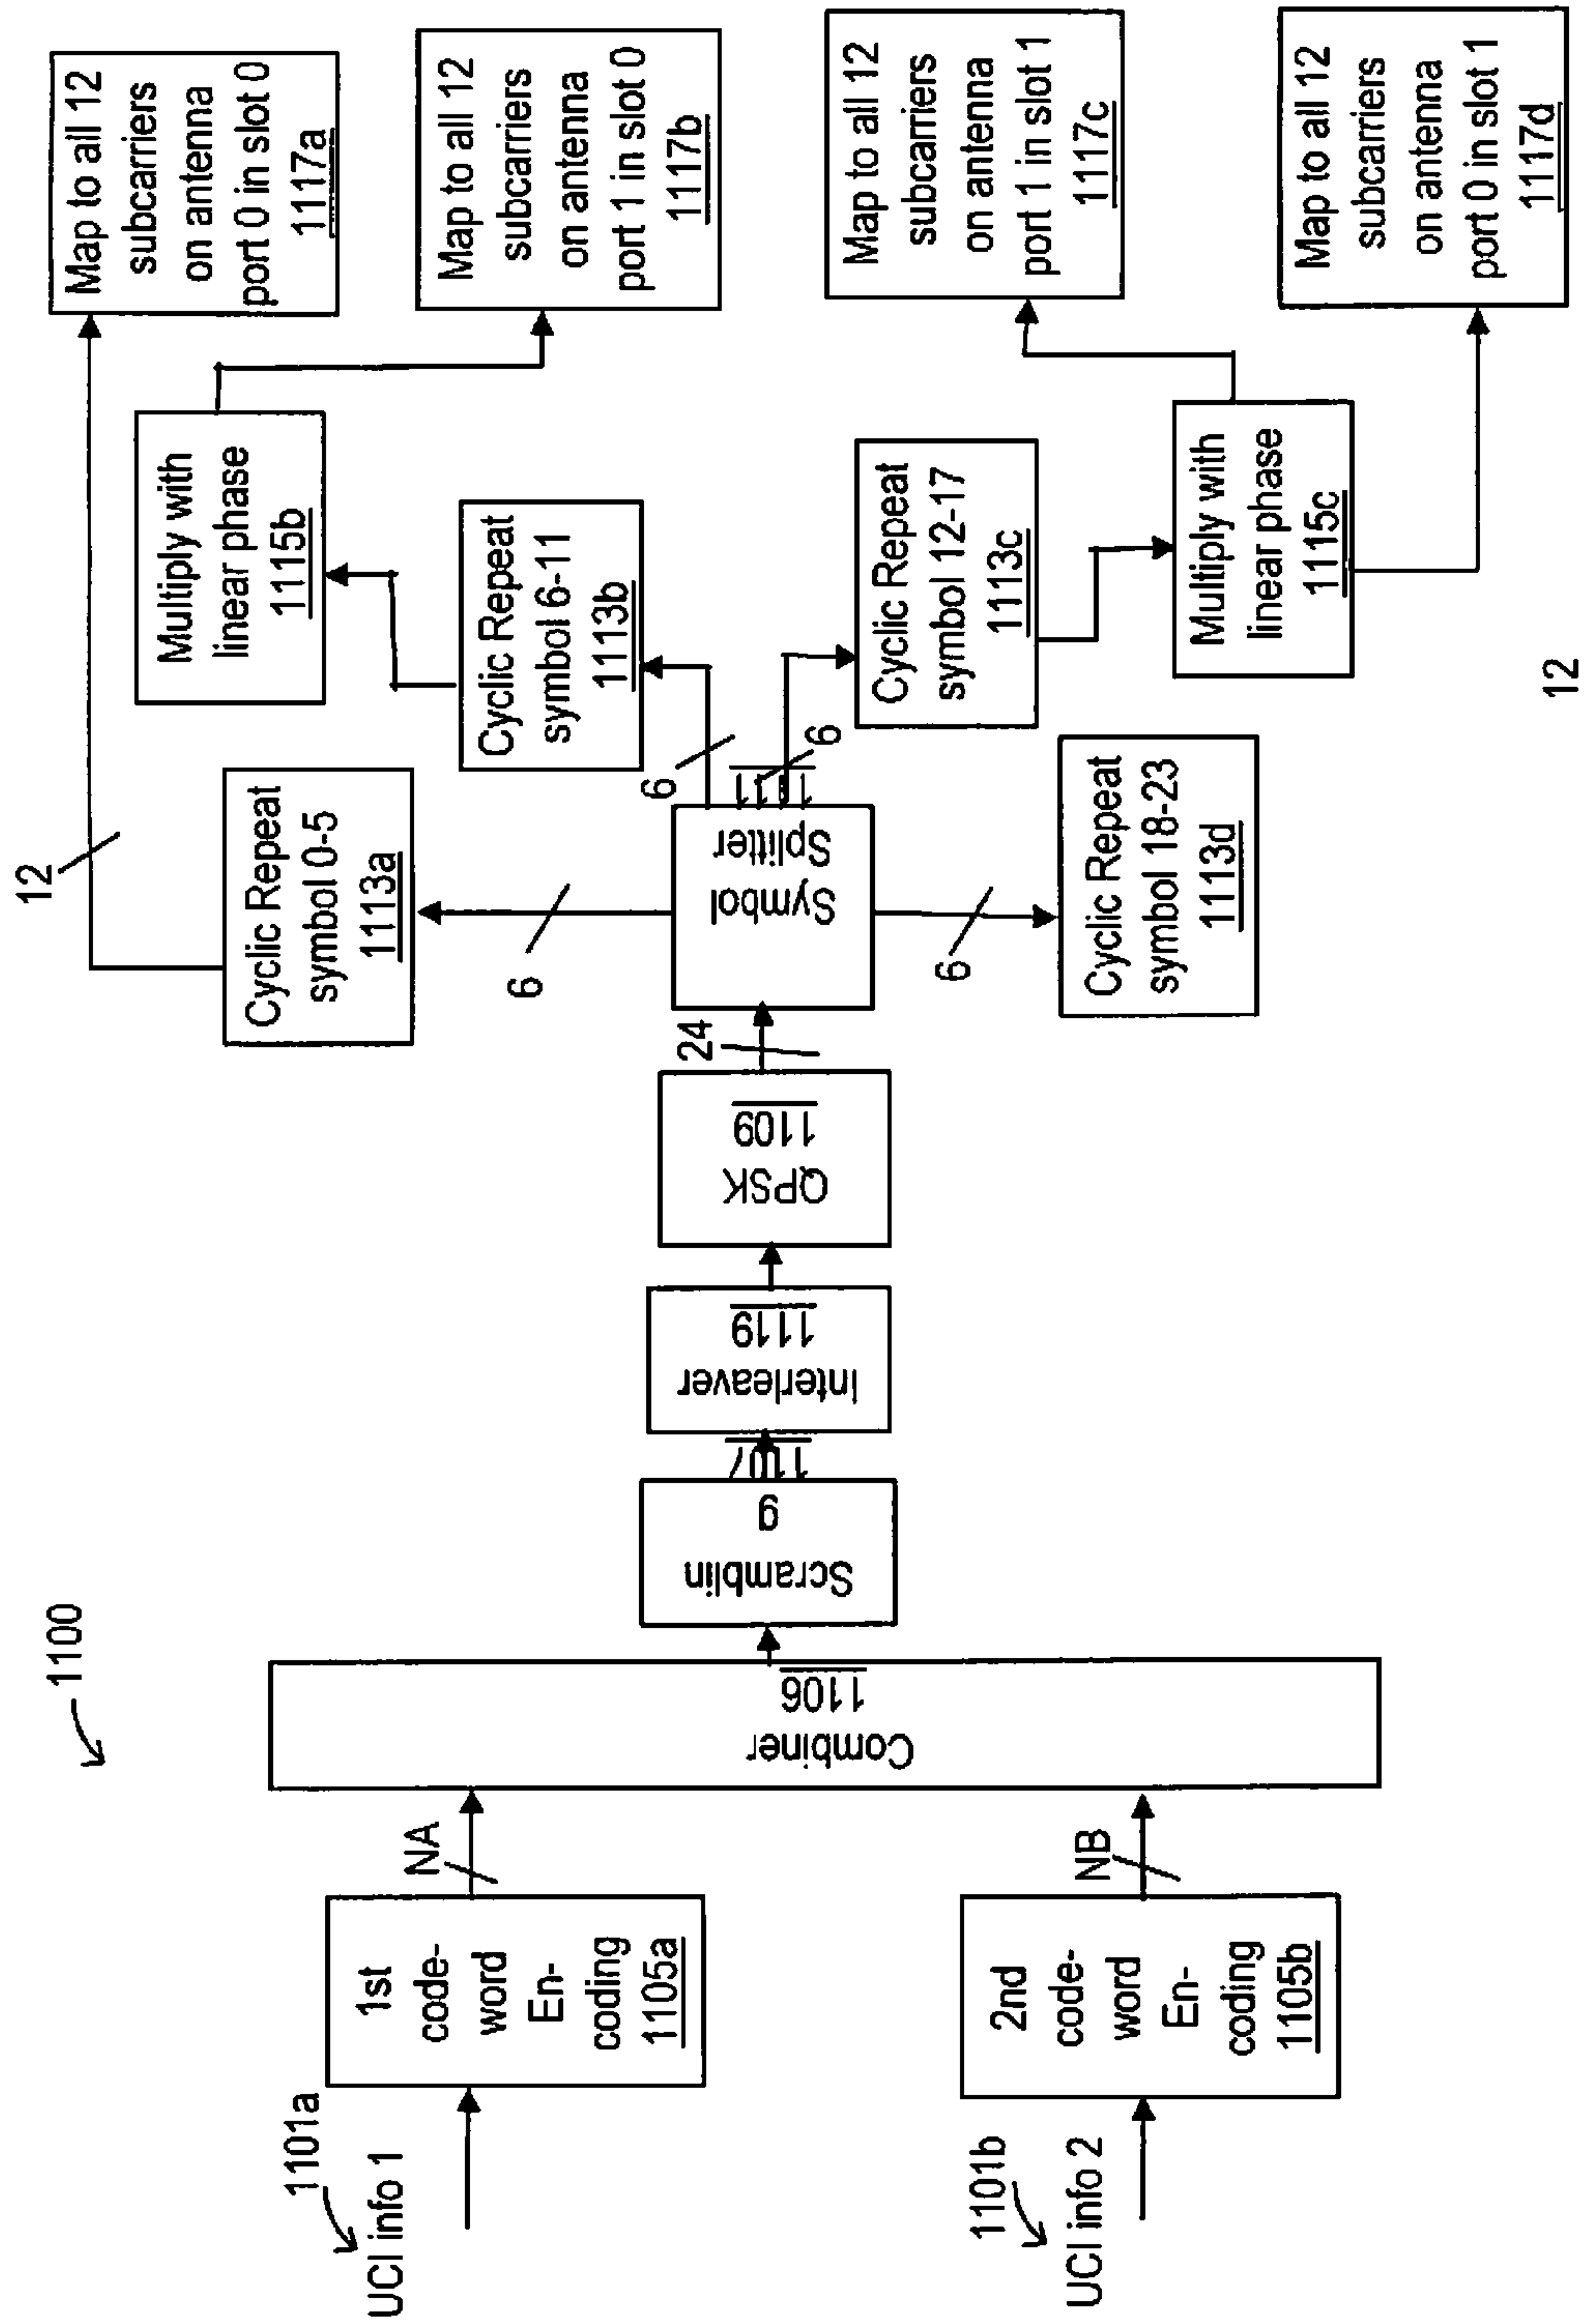 1100
1101a
UCI info 1
1st
code-
word
En-
coding
1105a
NA
1101b
UCI info 2
2nd
code-
word
En-
coding
1105b
NB
Combiner
1106
Scramblin
g
1107
Interleaver
1119
QPSK
1109
24
Symbol
Splitter
1111
6
6
6
6
Cyclic Repeat
symbol 0-5
1113a
12
Cyclic Repeat
symbol 6-11
1113b
Cyclic Repeat
symbol 12-17
1113c
Cyclic Repeat
symbol 18-23
1113d
Multiply with
linear phase
1115b
Multiply with
linear phase
1115c
12
Map to all 12
subcarriers
on antenna
port 0 in slot 0
1117a
Map to all 12
subcarriers
on antenna
port 1 in slot 0
1117b
Map to all 12
subcarriers
on antenna
port 1 in slot 1
1117c
Map to all 12
subcarriers
on antenna
port 0 in slot 1
1117d